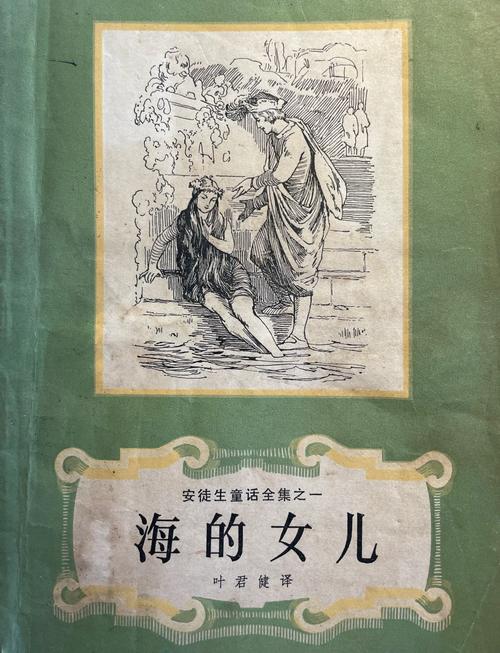 安徒生童话全集之一
海的女儿
叶君健译